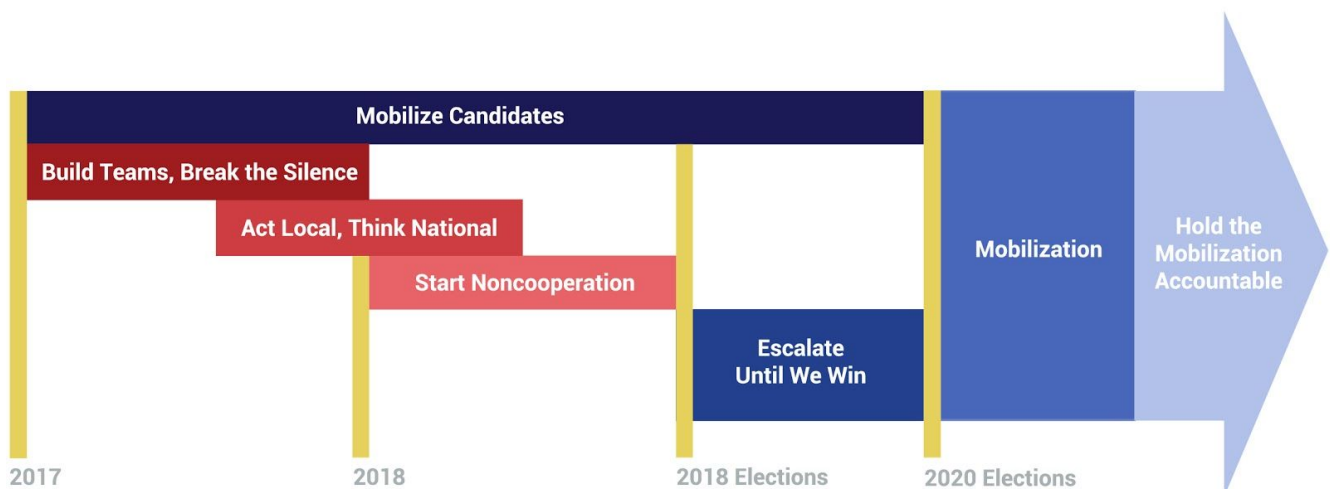 Mobilize Candidates
Build Teams, Break the Silence
Act Local, Think National
Start Noncooperation
Escalate
Until We Win
Mobilization
Hold the
Mobilization
Accountable
2017
2018
2018 Elections
2020 Elections